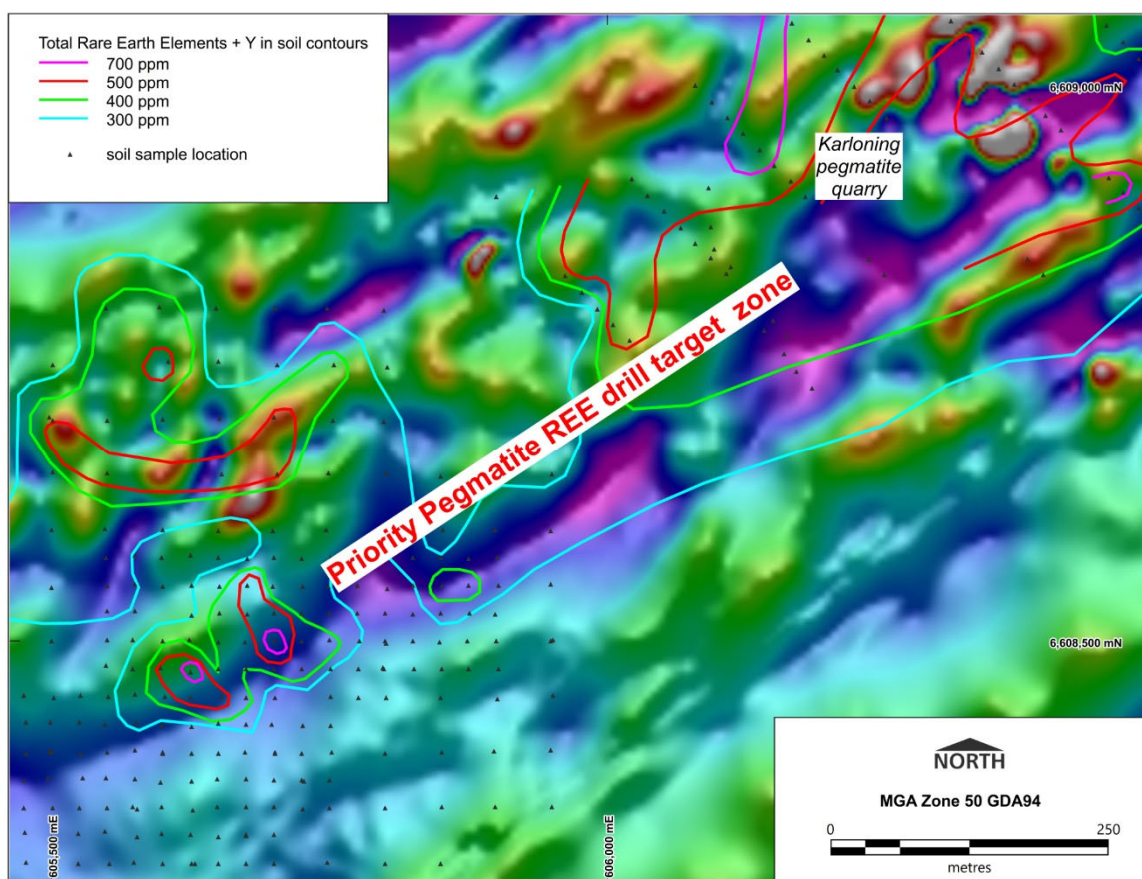 Total Rare Earth Elements + Y in soil contours
700 ppm
500 ppm
400 ppm
300 ppm
soil sample location
6,609,000 mN
Karloning
pegmatite
quarry
Priority Pegmatite REE drill target zone
6,608,500 mN
605,500 mE
606,000 mE
NORTH
MGA Zone 50 GDA94
0
250
metres